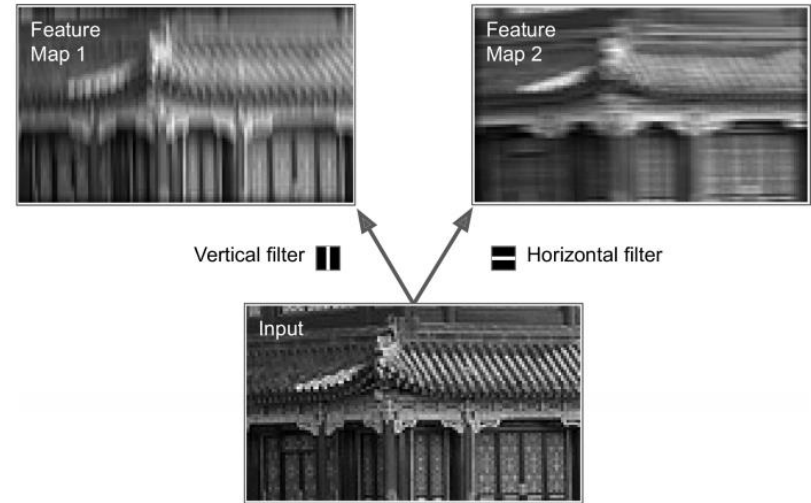 Feature
Map 1
Feature
Map 2
Vertical filter
Horizontal filter
Input